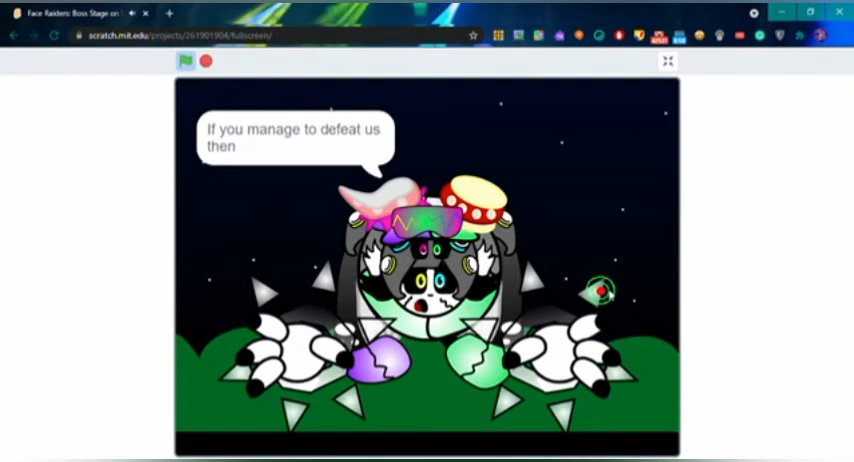 Face Raiders: Boss Stage on
scratch.mit.edu/projects/261901904/fullscreen/
If you manage to defeat us
then